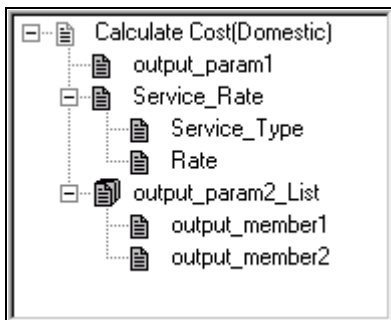 Calculate Cost(Domestic)
output_param1
Service_Rate
Service_Type
Rate
output_param2_List
output_member1
output_member2